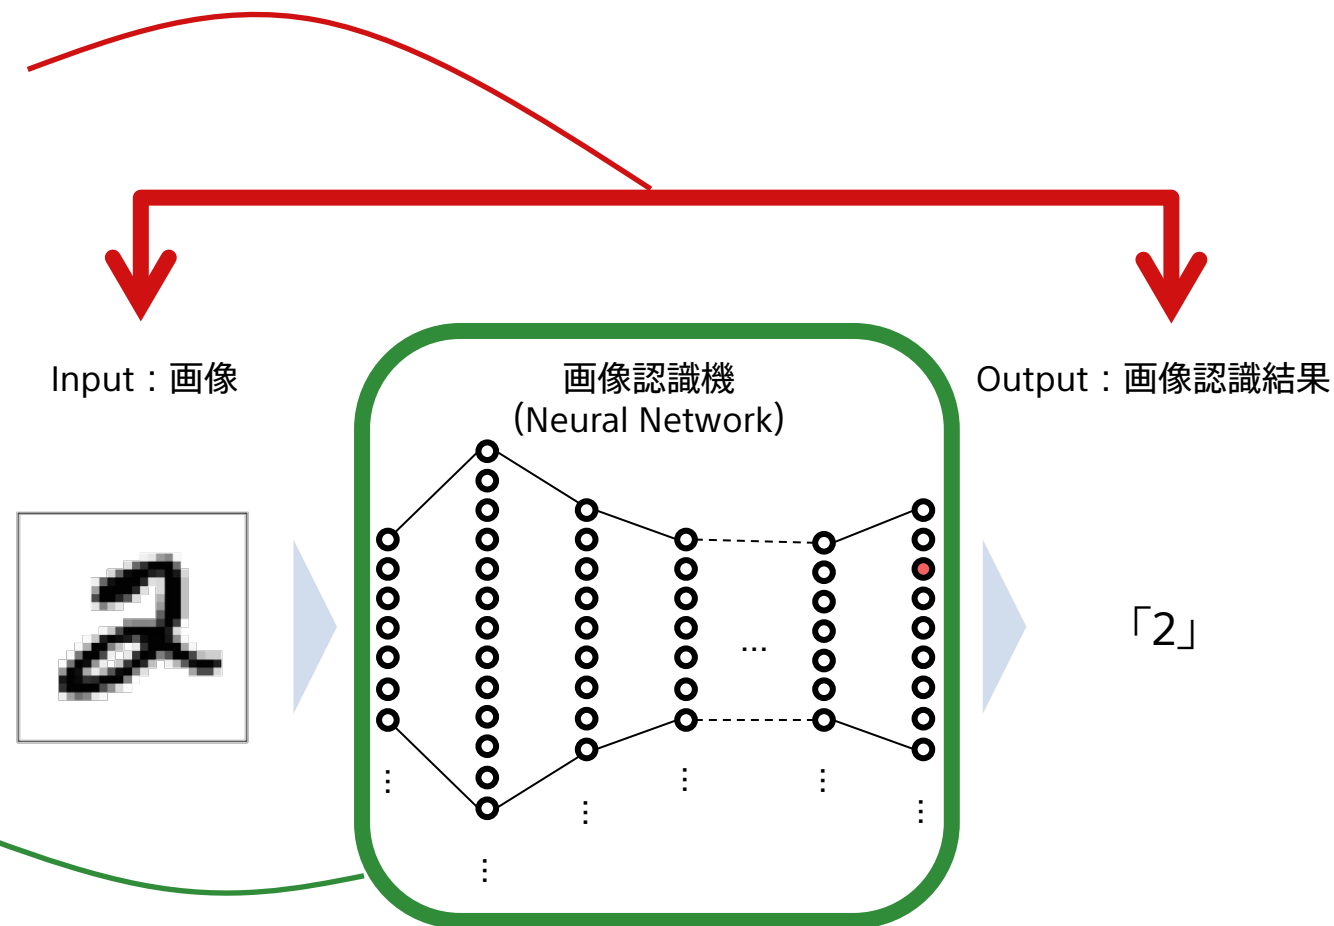 Input：画像
画像認識機
(Neural Network)
Output：画像認識結果
...
「2」